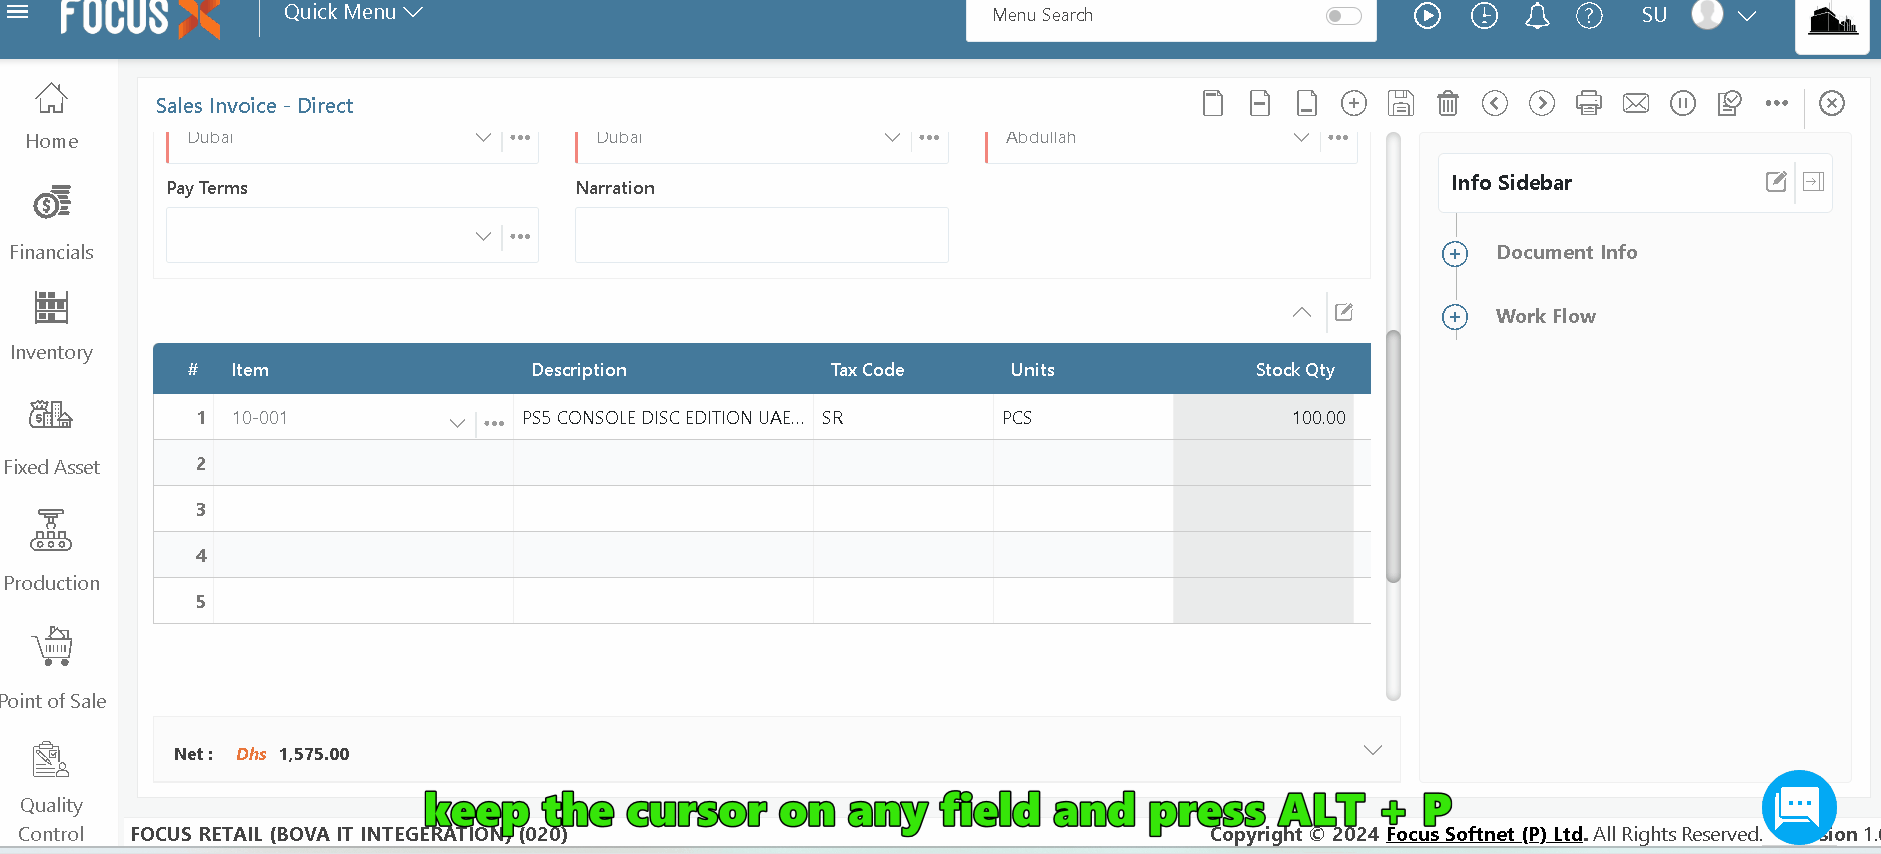 FOCUS X
Quick Menu
Menu Search
SU
Home
Financials
Inventory
Fixed Asset
Production
Point of Sale
Quality
Control
Sales Invoice - Direct
Dubai
Dubai
Abdullah
Pay Terms
Narration
# Item Description Tax Code Units Stock Qty
1 10-001 PS5 CONSOLE DISC EDITION UAE... SR PCS 100.00
2
3
4
5
Net : Dhs 1,575.00
Info Sidebar
Document Info
Work Flow
keep the cursor on any field and press ALT + P
FOCUS RETAIL (BOVA IT INTEGERATION) (020)
Copyright © 2024 Focus Softnet (P) Ltd. All Rights Reserved.